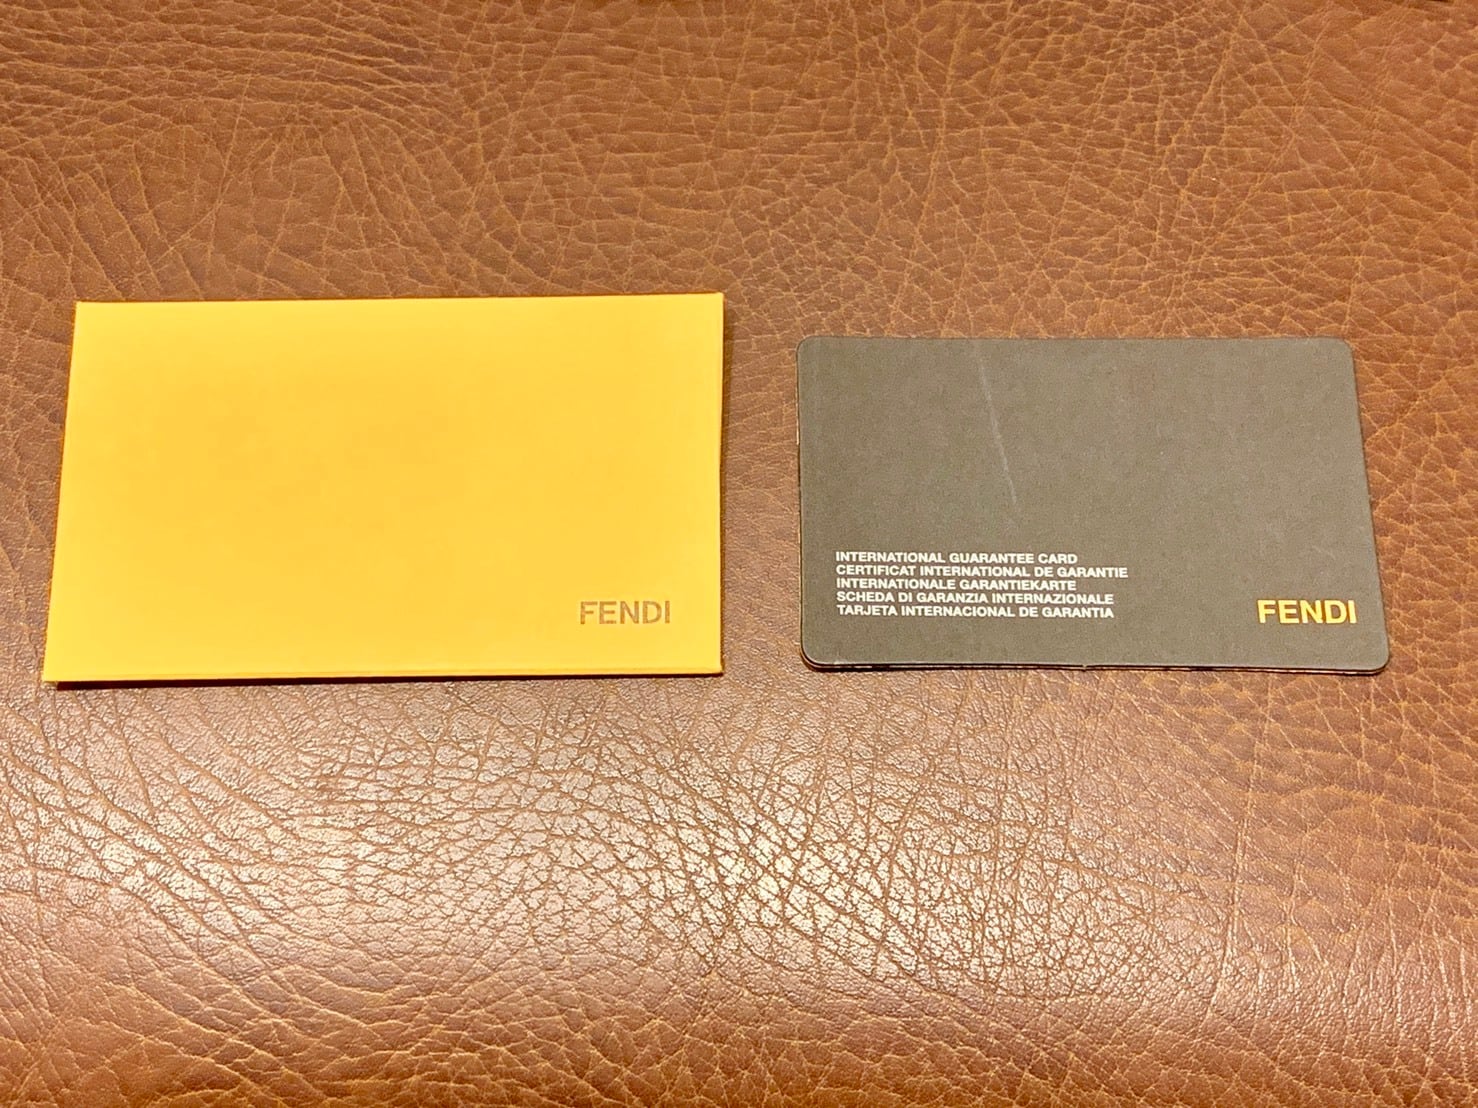 FENDI
INTERNATIONAL GUARANTEE CARD
CERTIFICAT INTERNATIONAL DE GARANTIE
INTERNATIONALE GARANTIEKARTE
SCHEDA DI GARANZIA INTERNAZIONALE
TARJETA INTERNACIONAL DE GARANTIA
FENDI